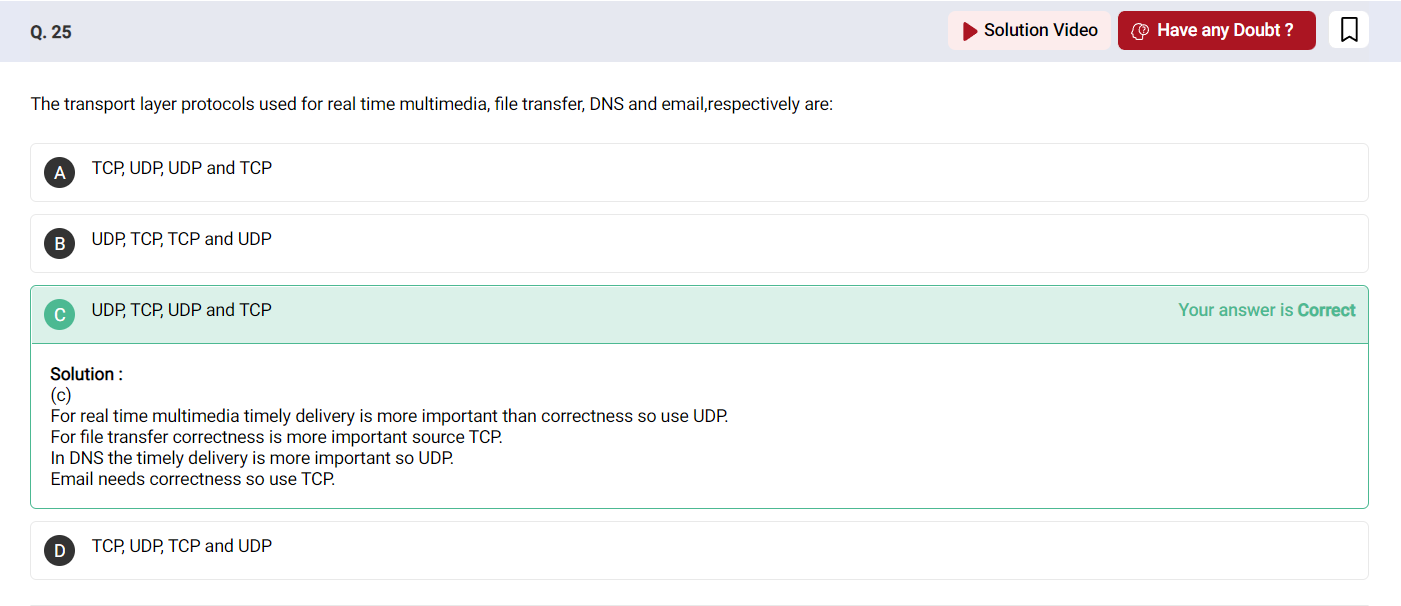 Q. 25
Solution Video
Have any Doubt ?
The transport layer protocols used for real time multimedia, file transfer, DNS and email,respectively are:
A
TCP, UDP, UDP and TCP
B
UDP, TCP, TCP and UDP
C
UDP, TCP, UDP and TCP
Your answer is Correct
Solution :
(c)
For real time multimedia timely delivery is more important than correctness so use UDP.
For file transfer correctness is more important source TCP.
In DNS the timely delivery is more important so UDP.
Email needs correctness so use TCP.
D
TCP, UDP, TCP and UDP